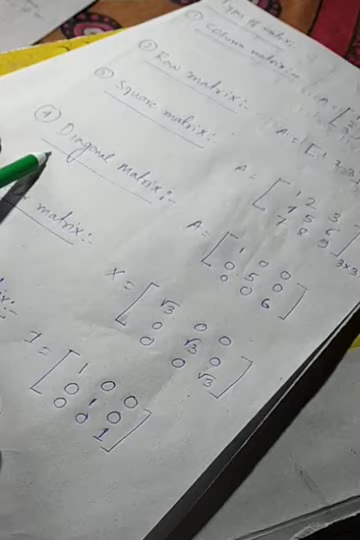 Types of matrix:
① Column matrix:-
A = [
② Row matrix:-
A = [ 1
③ Square matrix:-
A = [ 1 2 3
4 5 6
7 8 9 ] 3×3
④ Diagonal matrix:-
A = [ 1 0 0
0 5 0
0 0 6 ]
matrix:-
X = [ √3 0 0
0 √3 0
0 0 √3 ]
I = [ 1 0 0
0 1 0
0 0 1 ]